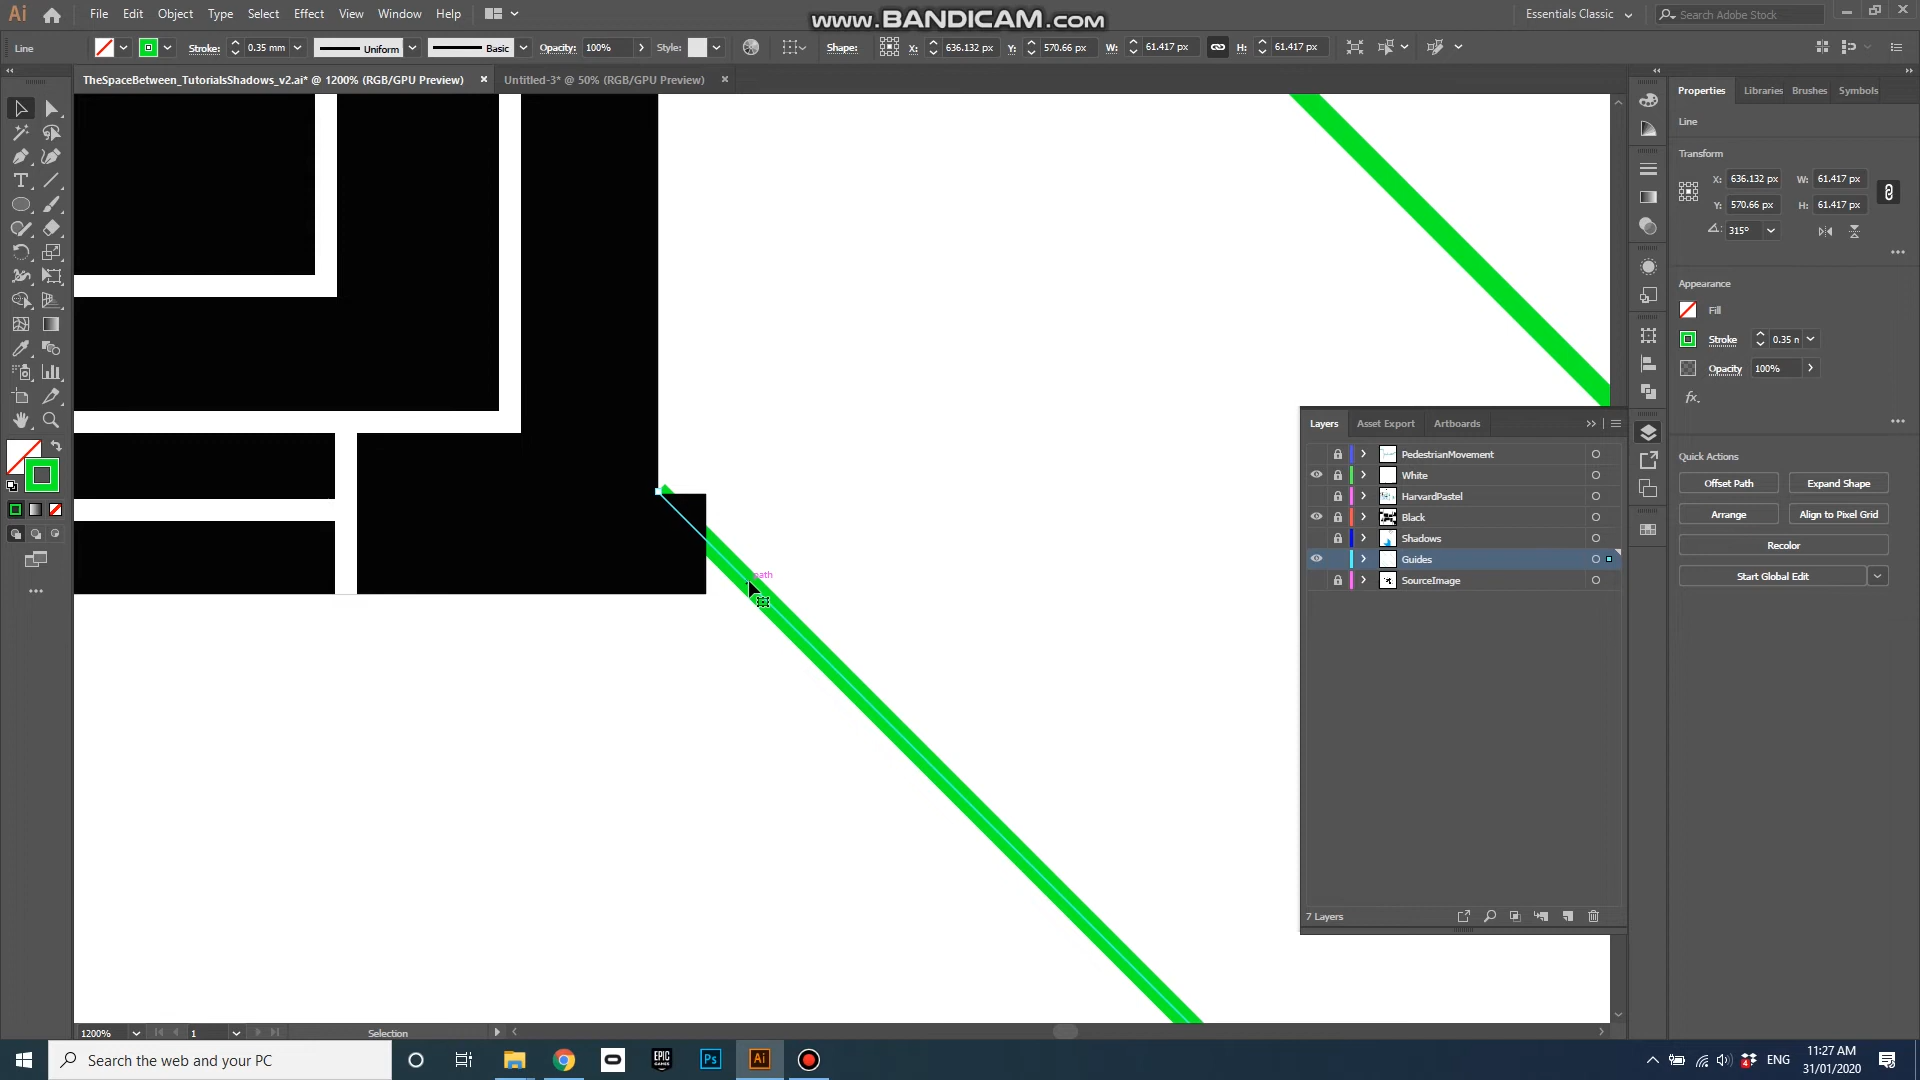 Ai File Edit Object Type Select Effect View Window Help
www.BANDICAM.com
Essentials Classic
Search Adobe Stock
Line
Stroke: 0.35 mm Uniform Basic Opacity: 100% Style: Shape: X: 636.132 px Y: 570.66 px W: 61.417 px H: 61.417 px
TheSpaceBetween_TutorialsShadows_v2.ai* @ 1200% (RGB/GPU Preview)
Untitled-3* @ 50% (RGB/GPU Preview)
Properties Libraries Brushes Symbols
Line
Transform
X: 636.132 px W: 61.417 px
Y: 570.66 px H: 61.417 px
315°
Appearance
Fill
Stroke 0.35 m
Opacity 100%
fx.
Quick Actions
Offset Path Expand Shape
Arrange Align to Pixel Grid
Recolor
Start Global Edit
Layers Asset Export Artboards
PedestrianMovement
White
HarvardPastel
Black
Shadows
Guides
SourceImage
7 Layers
path
1200% 1 Selection
Search the web and your PC
EPIC GAMES
Ps
Ai
4
ENG
11:27 AM
31/01/2020